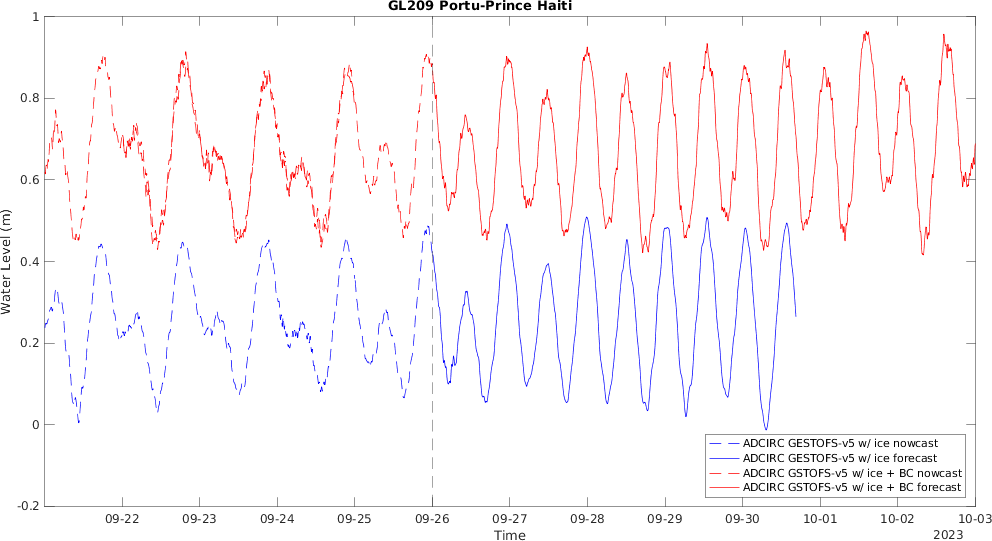 GL209 Portu-Prince Haiti
1
0.8
0.6
0.4
0.2
0
-0.2
Water Level (m)
ADCIRC GESTOFS-v5 w/ ice nowcast
ADCIRC GESTOFS-v5 w/ ice forecast
ADCIRC GSTOFS-v5 w/ ice + BC nowcast
ADCIRC GSTOFS-v5 w/ ice + BC forecast
09-22 09-23 09-24 09-25 09-26 09-27 09-28 09-29 09-30 10-01 10-02 10-03
Time
2023